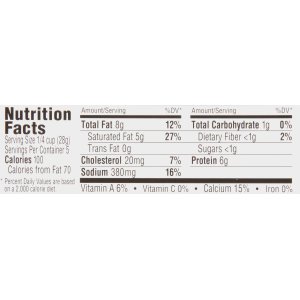 Nutrition
Facts
Serving Size 1/4 cup (28g)
Servings Per Container 5
Calories 100
Calories from Fat 70
* Percent Daily Values are based
on a 2,000 calorie diet.
Amount/Serving %DV*
Total Fat 8g 12%
Saturated Fat 5g 27%
Trans Fat 0g
Cholesterol 20mg 7%
Sodium 380mg 16%
Amount/Serving %DV*
Total Carbohydrate 1g 0%
Dietary Fiber <1g 2%
Sugars <1g
Protein 6g
Vitamin A 6% • Vitamin C 0% • Calcium 15% • Iron 0%